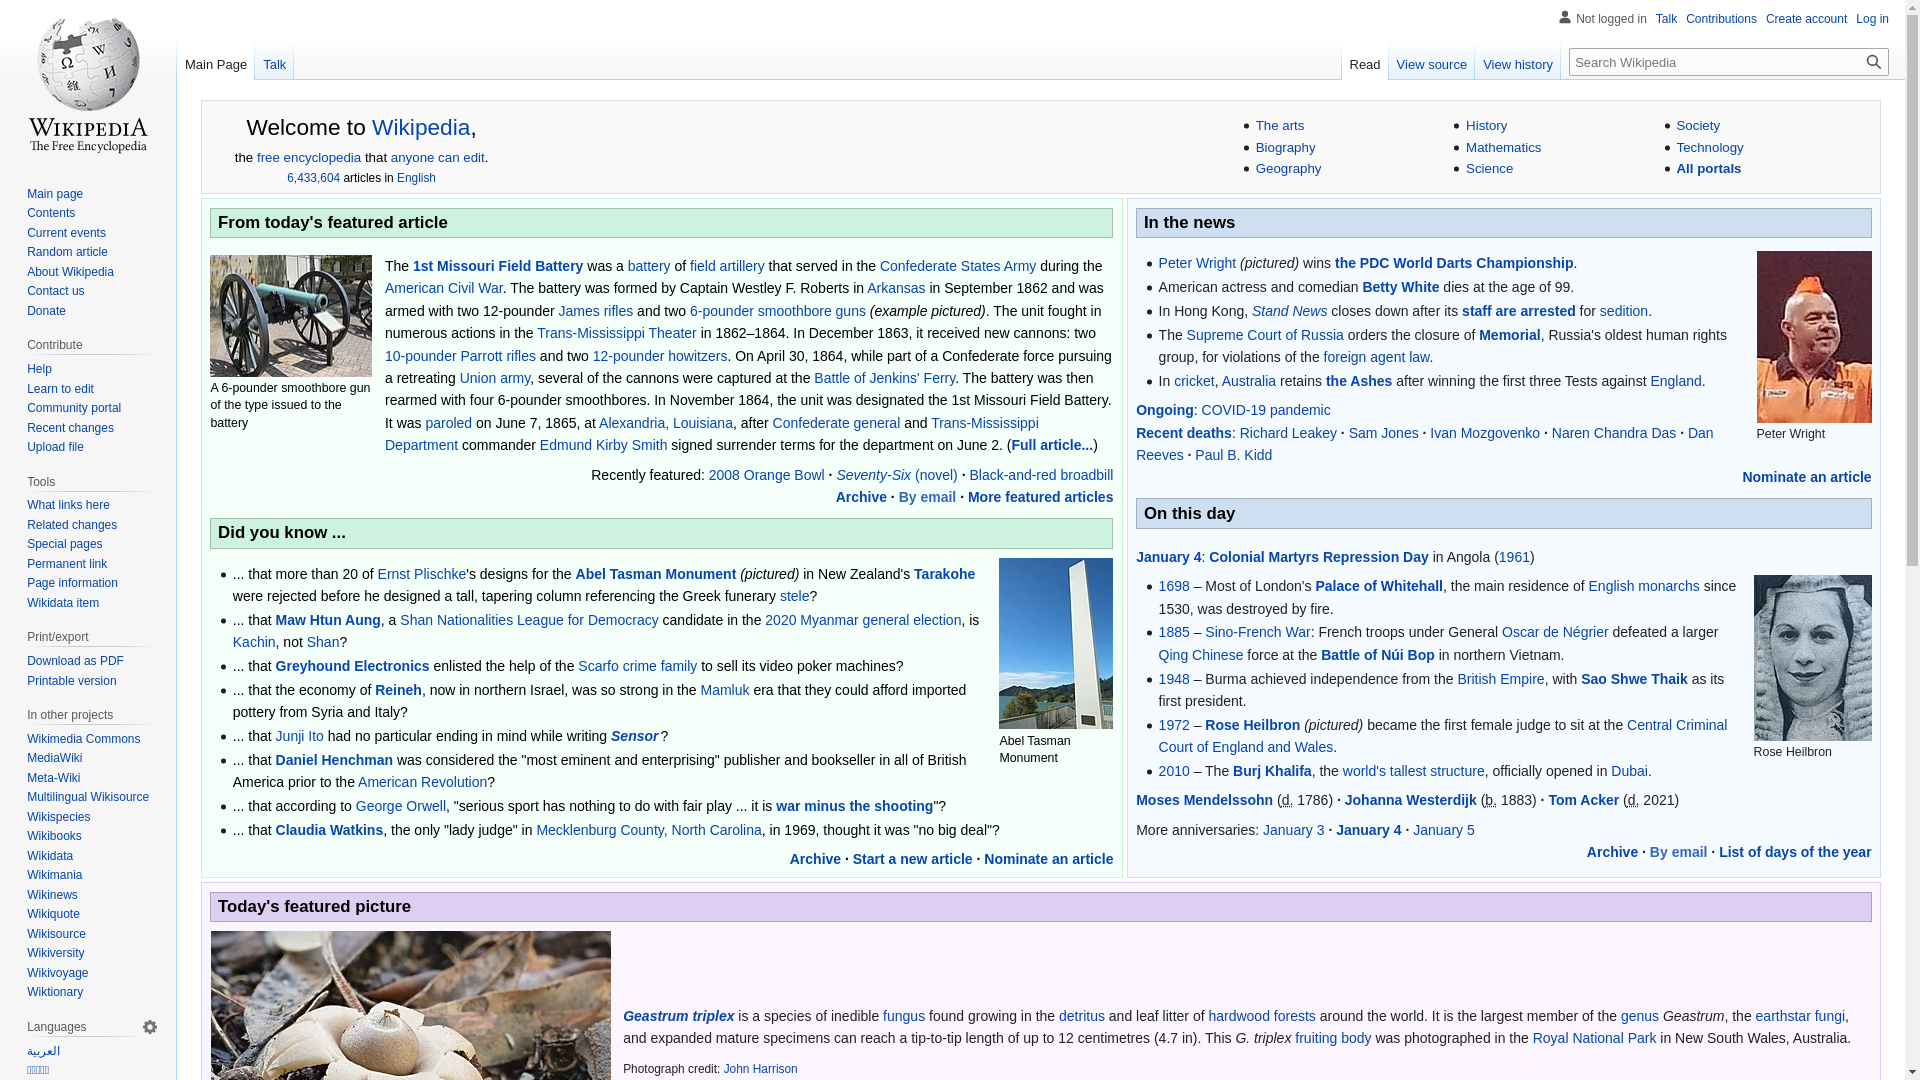 Not logged in Talk Contributions Create account Log in
Main Page Talk
Read View source View history Search Wikipedia
WIKIPEDIA
The Free Encyclopedia
Main page
Contents
Current events
Random article
About Wikipedia
Contact us
Donate
Contribute
Help
Learn to edit
Community portal
Recent changes
Upload file
Tools
What links here
Related changes
Special pages
Permanent link
Page information
Wikidata item
Print/export
Download as PDF
Printable version
In other projects
Wikimedia Commons
MediaWiki
Meta-Wiki
Multilingual Wikisource
Wikispecies
Wikibooks
Wikidata
Wikimania
Wikinews
Wikiquote
Wikisource
Wikiversity
Wikivoyage
Wiktionary
Languages
العربية
Welcome to Wikipedia,
the free encyclopedia that anyone can edit.
6,433,604 articles in English
The arts
Biography
Geography
History
Mathematics
Science
Society
Technology
All portals
From today's featured article
A 6-pounder smoothbore gun
of the type issued to the
battery
The 1st Missouri Field Battery was a battery of field artillery that served in the Confederate States Army during the
American Civil War. The battery was formed by Captain Westley F. Roberts in Arkansas in September 1862 and was
armed with two 12-pounder James rifles and two 6-pounder smoothbore guns (example pictured). The unit fought in
numerous actions in the Trans-Mississippi Theater in 1862–1864. In December 1863, it received new cannons: two
10-pounder Parrott rifles and two 12-pounder howitzers. On April 30, 1864, while part of a Confederate force pursuing
a retreating Union army, several of the cannons were captured at the Battle of Jenkins' Ferry. The battery was then
rearmed with four 6-pounder smoothbores. In November 1864, the unit was designated the 1st Missouri Field Battery.
It was paroled on June 7, 1865, at Alexandria, Louisiana, after Confederate general and Trans-Mississippi
Department commander Edmund Kirby Smith signed surrender terms for the department on June 2. (Full article...)
Recently featured: 2008 Orange Bowl · Seventy-Six (novel) · Black-and-red broadbill
Archive · By email · More featured articles
Did you know ...
... that more than 20 of Ernst Plischke's designs for the Abel Tasman Monument (pictured) in New Zealand's Tarakohe
were rejected before he designed a tall, tapering column referencing the Greek funerary stele?
... that Maw Htun Aung, a Shan Nationalities League for Democracy candidate in the 2020 Myanmar general election, is
Kachin, not Shan?
... that Greyhound Electronics enlisted the help of the Scarfo crime family to sell its video poker machines?
... that the economy of Reineh, now in northern Israel, was so strong in the Mamluk era that they could afford imported
pottery from Syria and Italy?
... that Junji Ito had no particular ending in mind while writing Sensor?
... that Daniel Henchman was considered the "most eminent and enterprising" publisher and bookseller in all of British
America prior to the American Revolution?
... that according to George Orwell, "serious sport has nothing to do with fair play ... it is war minus the shooting"?
... that Claudia Watkins, the only "lady judge" in Mecklenburg County, North Carolina, in 1969, thought it was "no big deal"?
Abel Tasman
Monument
Archive · Start a new article · Nominate an article
In the news
Peter Wright (pictured) wins the PDC World Darts Championship.
American actress and comedian Betty White dies at the age of 99.
In Hong Kong, Stand News closes down after its staff are arrested for sedition.
The Supreme Court of Russia orders the closure of Memorial, Russia's oldest human rights
group, for violations of the foreign agent law.
In cricket, Australia retains the Ashes after winning the first three Tests against England.
Peter Wright
Ongoing: COVID-19 pandemic
Recent deaths: Richard Leakey · Sam Jones · Ivan Mozgovenko · Naren Chandra Das · Dan
Reeves · Paul B. Kidd
Nominate an article
On this day
January 4: Colonial Martyrs Repression Day in Angola (1961)
1698 – Most of London's Palace of Whitehall, the main residence of English monarchs since
1530, was destroyed by fire.
1885 – Sino-French War: French troops under General Oscar de Négrier defeated a larger
Qing Chinese force at the Battle of Núi Bop in northern Vietnam.
1948 – Burma achieved independence from the British Empire, with Sao Shwe Thaik as its
first president.
1972 – Rose Heilbron (pictured) became the first female judge to sit at the Central Criminal
Court of England and Wales.
2010 – The Burj Khalifa, the world's tallest structure, officially opened in Dubai.
Rose Heilbron
Moses Mendelssohn (d. 1786) · Johanna Westerdijk (b. 1883) · Tom Acker (d. 2021)
More anniversaries: January 3 · January 4 · January 5
Archive · By email · List of days of the year
Today's featured picture
Geastrum triplex is a species of inedible fungus found growing in the detritus and leaf litter of hardwood forests around the world. It is the largest member of the genus Geastrum, the earthstar fungi,
and expanded mature specimens can reach a tip-to-tip length of up to 12 centimetres (4.7 in). This G. triplex fruiting body was photographed in the Royal National Park in New South Wales, Australia.
Photograph credit: John Harrison